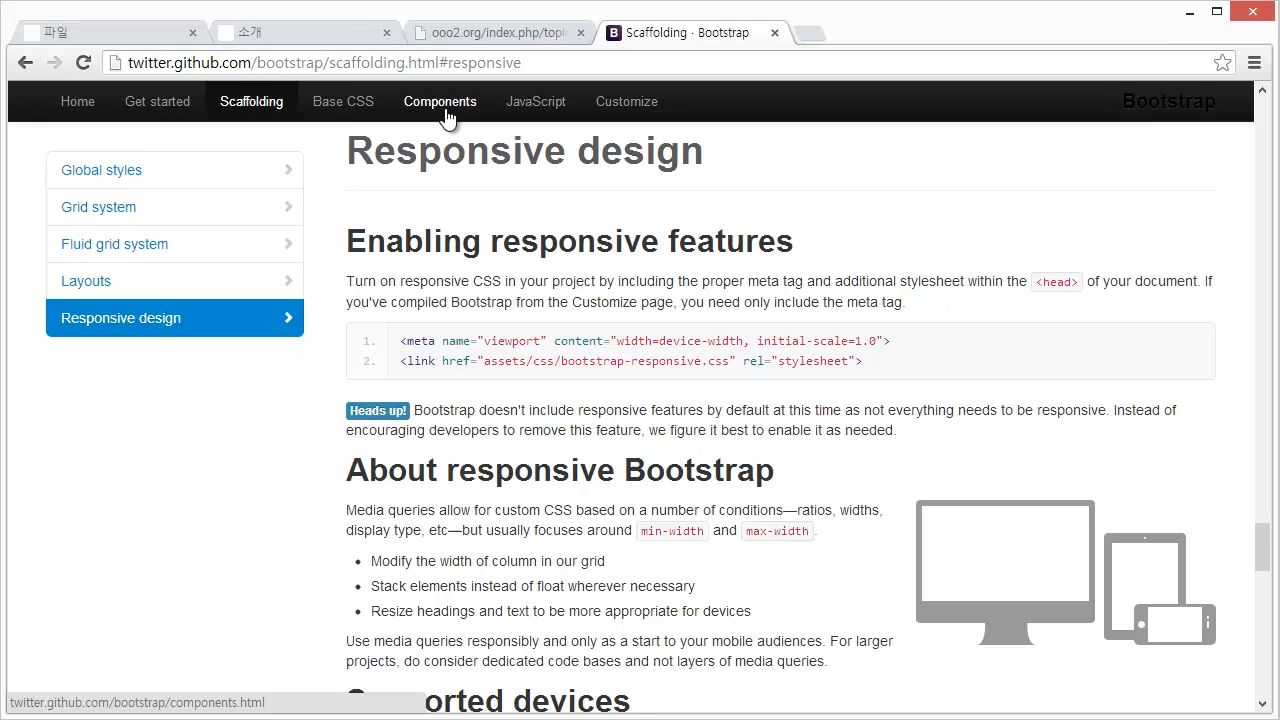 파일
소개
ooo2.org/index.php/topi
B Scaffolding · Bootstrap
twitter.github.com/bootstrap/scaffolding.html#responsive
Home Get started Scaffolding Base CSS Components JavaScript Customize Bootstrap
Global styles
Grid system
Fluid grid system
Layouts
Responsive design
Responsive design
Enabling responsive features
Turn on responsive CSS in your project by including the proper meta tag and additional stylesheet within the <head> of your document. If
you've compiled Bootstrap from the Customize page, you need only include the meta tag.
1. <meta name="viewport" content="width=device-width, initial-scale=1.0">
2. <link href="assets/css/bootstrap-responsive.css" rel="stylesheet">
Heads up! Bootstrap doesn't include responsive features by default at this time as not everything needs to be responsive. Instead of
encouraging developers to remove this feature, we figure it best to enable it as needed.
About responsive Bootstrap
Media queries allow for custom CSS based on a number of conditions—ratios, widths,
display type, etc—but usually focuses around min-width and max-width.
• Modify the width of column in our grid
• Stack elements instead of float wherever necessary
• Resize headings and text to be more appropriate for devices
Use media queries responsibly and only as a start to your mobile audiences. For larger
projects, do consider dedicated code bases and not layers of media queries.
devices
twitter.github.com/bootstrap/components.html